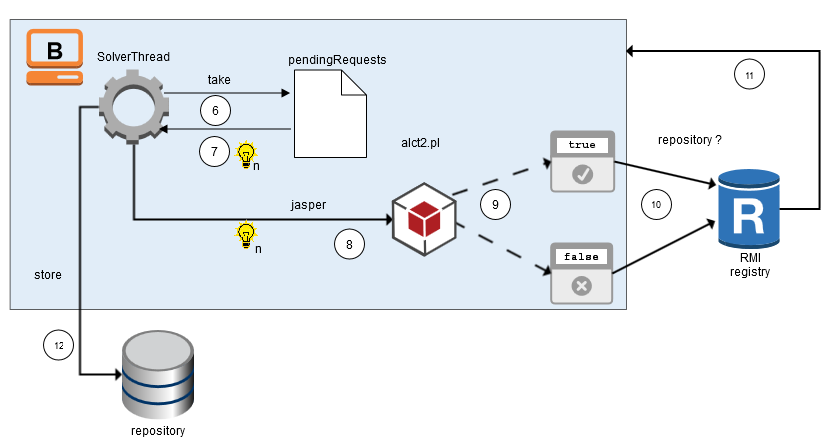 B
SolverThread
pendingRequests
take
6
7
n
alct2.pl
jasper
8
n
9
true
false
repository ?
10
11
R
RMI
registry
store
12
repository